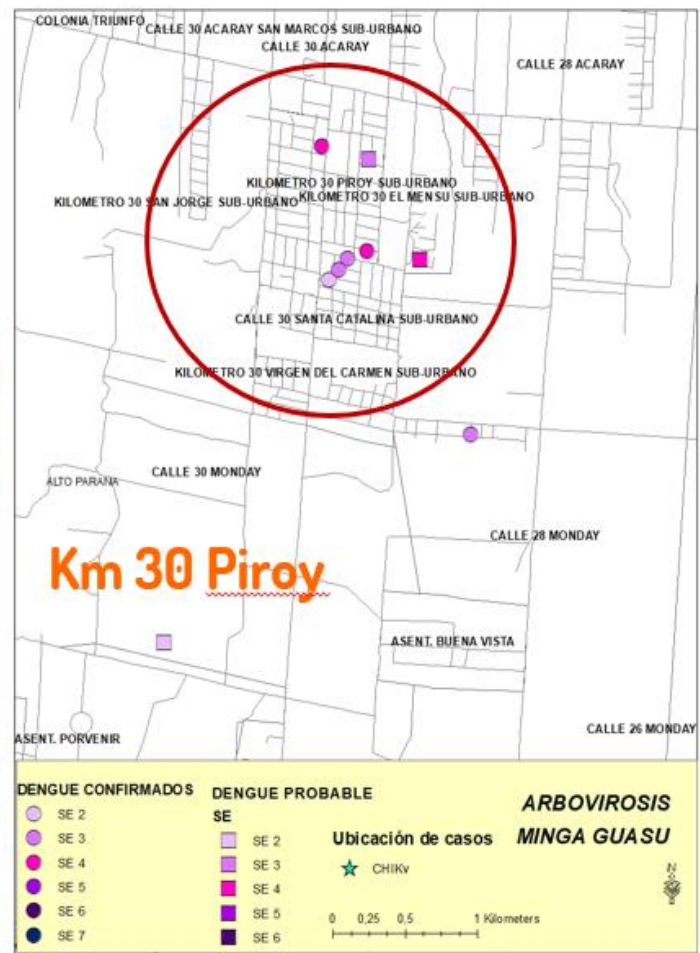 COLONIA TRIUNFO
CALLE 30 ACARAY SAN MARCOS SUB-URBANO
CALLE 30 ACARAY
CALLE 28 ACARAY
KILOMETRO 30 PIROY SUB-URBANO
KILOMETRO 30 SAN JORGE SUB-URBANO
KILOMETRO 30 EL MENSU SUB-URBANO
CALLE 30 SANTA CATALINA SUB-URBANO
KILOMETRO 30 VIRGEN DEL CARMEN SUB-URBANO
CALLE 30 MONDAY
ALTO PARANA
CALLE 28 MONDAY
Km 30 Piroy
ASENT. BUENA VISTA
CALLE 26 MONDAY
ASENT. PORVENIR
DENGUE CONFIRMADOS
SE 2
SE 3
SE 4
SE 5
SE 6
SE 7
DENGUE PROBABLE
SE
SE 2
SE 3
SE 4
SE 5
SE 6
Ubicación de casos
CHIKv
0 0,25 0,5 1 Kilometers
ARBOVIROSIS
MINGA GUASU
N